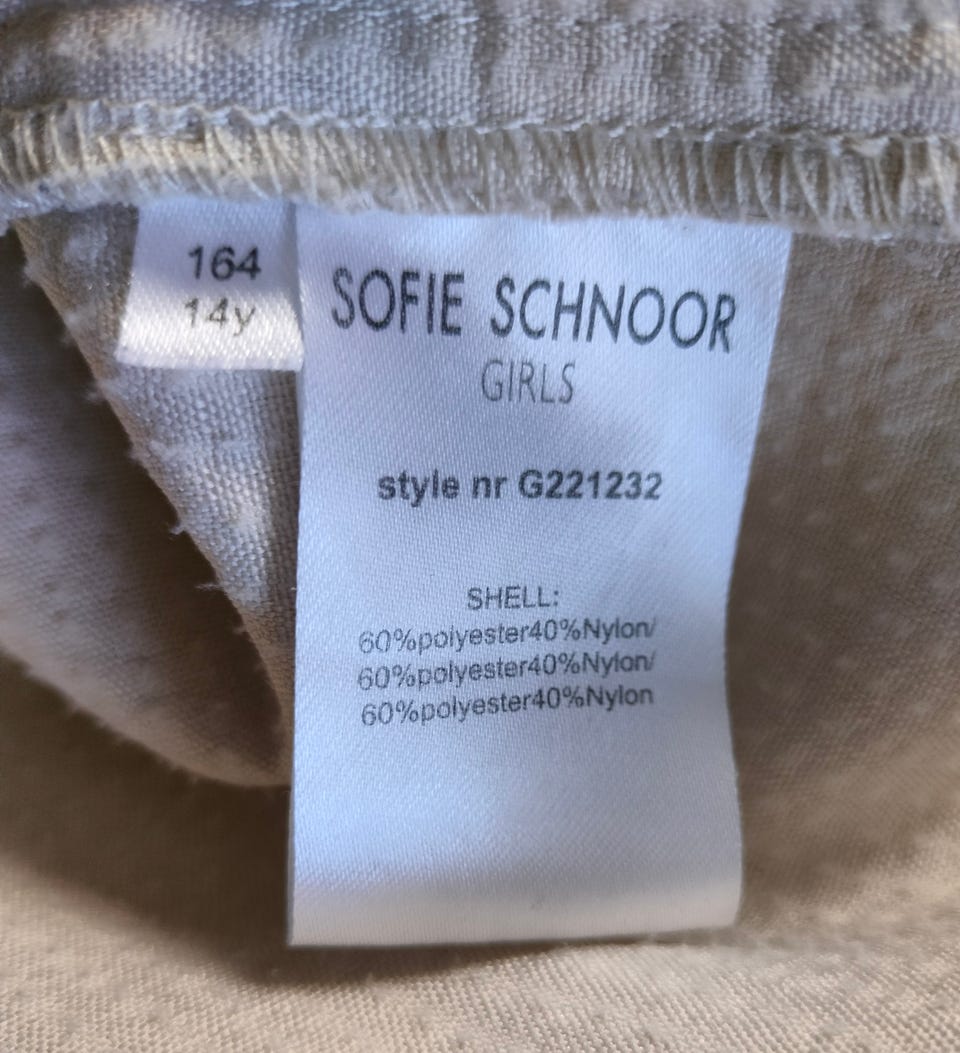 164
14y
SOFIE SCHNOOR
GIRLS
style nr G221232
SHELL:
60%polyester40%Nylon/
60%polyester40%Nylon/
60%polyester40%Nylon